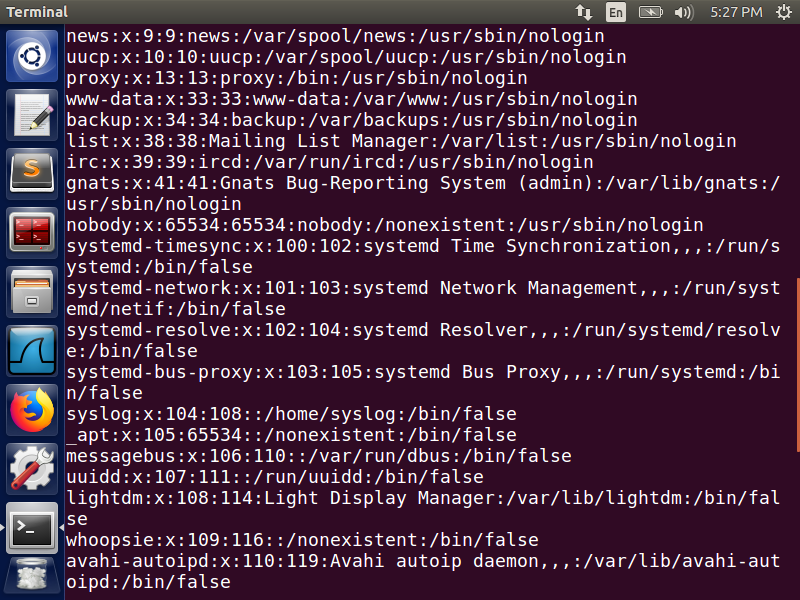 Terminal
En
5:27 PM
news:x:9:9:news:/var/spool/news:/usr/sbin/nologin
uucp:x:10:10:uucp:/var/spool/uucp:/usr/sbin/nologin
proxy:x:13:13:proxy:/bin:/usr/sbin/nologin
www-data:x:33:33:www-data:/var/www:/usr/sbin/nologin
backup:x:34:34:backup:/var/backups:/usr/sbin/nologin
list:x:38:38:Mailing List Manager:/var/list:/usr/sbin/nologin
irc:x:39:39:ircd:/var/run/ircd:/usr/sbin/nologin
gnats:x:41:41:Gnats Bug-Reporting System (admin):/var/lib/gnats:/
usr/sbin/nologin
nobody:x:65534:65534:nobody:/nonexistent:/usr/sbin/nologin
systemd-timesync:x:100:102:systemd Time Synchronization,,,:/run/s
ystemd:/bin/false
systemd-network:x:101:103:systemd Network Management,,,:/run/syst
emd/netif:/bin/false
systemd-resolve:x:102:104:systemd Resolver,,,:/run/systemd/resolv
e:/bin/false
systemd-bus-proxy:x:103:105:systemd Bus Proxy,,,:/run/systemd:/bi
n/false
syslog:x:104:108::/home/syslog:/bin/false
_apt:x:105:65534::/nonexistent:/bin/false
messagebus:x:106:110::/var/run/dbus:/bin/false
uuidd:x:107:111::/run/uuidd:/bin/false
lightdm:x:108:114:Light Display Manager:/var/lib/lightdm:/bin/fal
se
whoopsie:x:109:116::/nonexistent:/bin/false
avahi-autoipd:x:110:119:Avahi autoip daemon,,,:/var/lib/avahi-aut
oipd:/bin/false